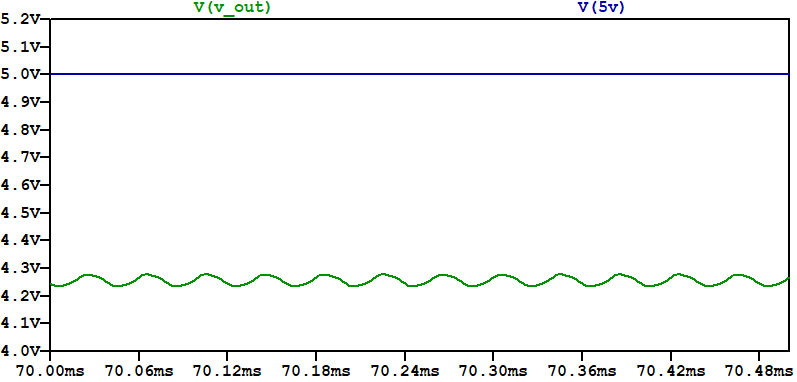 V(v_out) V(5v)
5.2V
5.1V
5.0V
4.9V
4.8V
4.7V
4.6V
4.5V
4.4V
4.3V
4.2V
4.1V
4.0V
70.00ms 70.06ms 70.12ms 70.18ms 70.24ms 70.30ms 70.36ms 70.42ms 70.48ms